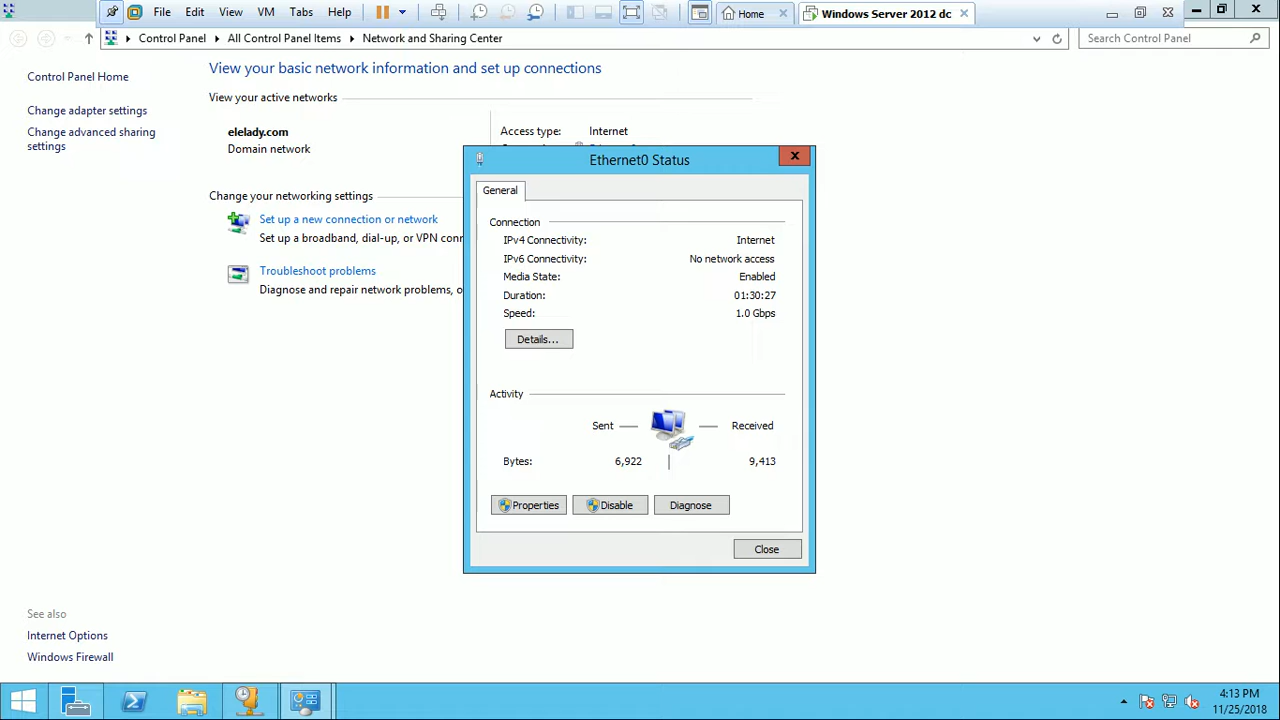 File Edit View VM Tabs Help Home Windows Server 2012 dc
Control Panel All Control Panel Items Network and Sharing Center Search Control Panel
Control Panel Home
Change adapter settings
Change advanced sharing
settings
View your basic network information and set up connections
View your active networks
elelady.com
Domain network
Access type: Internet
Change your networking settings
Set up a new connection or network
Set up a broadband, dial-up, or VPN
Troubleshoot problems
Diagnose and repair network problems,
Ethernet0 Status
General
Connection
IPv4 Connectivity: Internet
IPv6 Connectivity: No network access
Media State: Enabled
Duration: 01:30:27
Speed: 1.0 Gbps
Details...
Activity
Sent Received
Bytes: 6,922 9,413
Properties Disable Diagnose
Close
See also
Internet Options
Windows Firewall
4:13 PM
11/25/2018